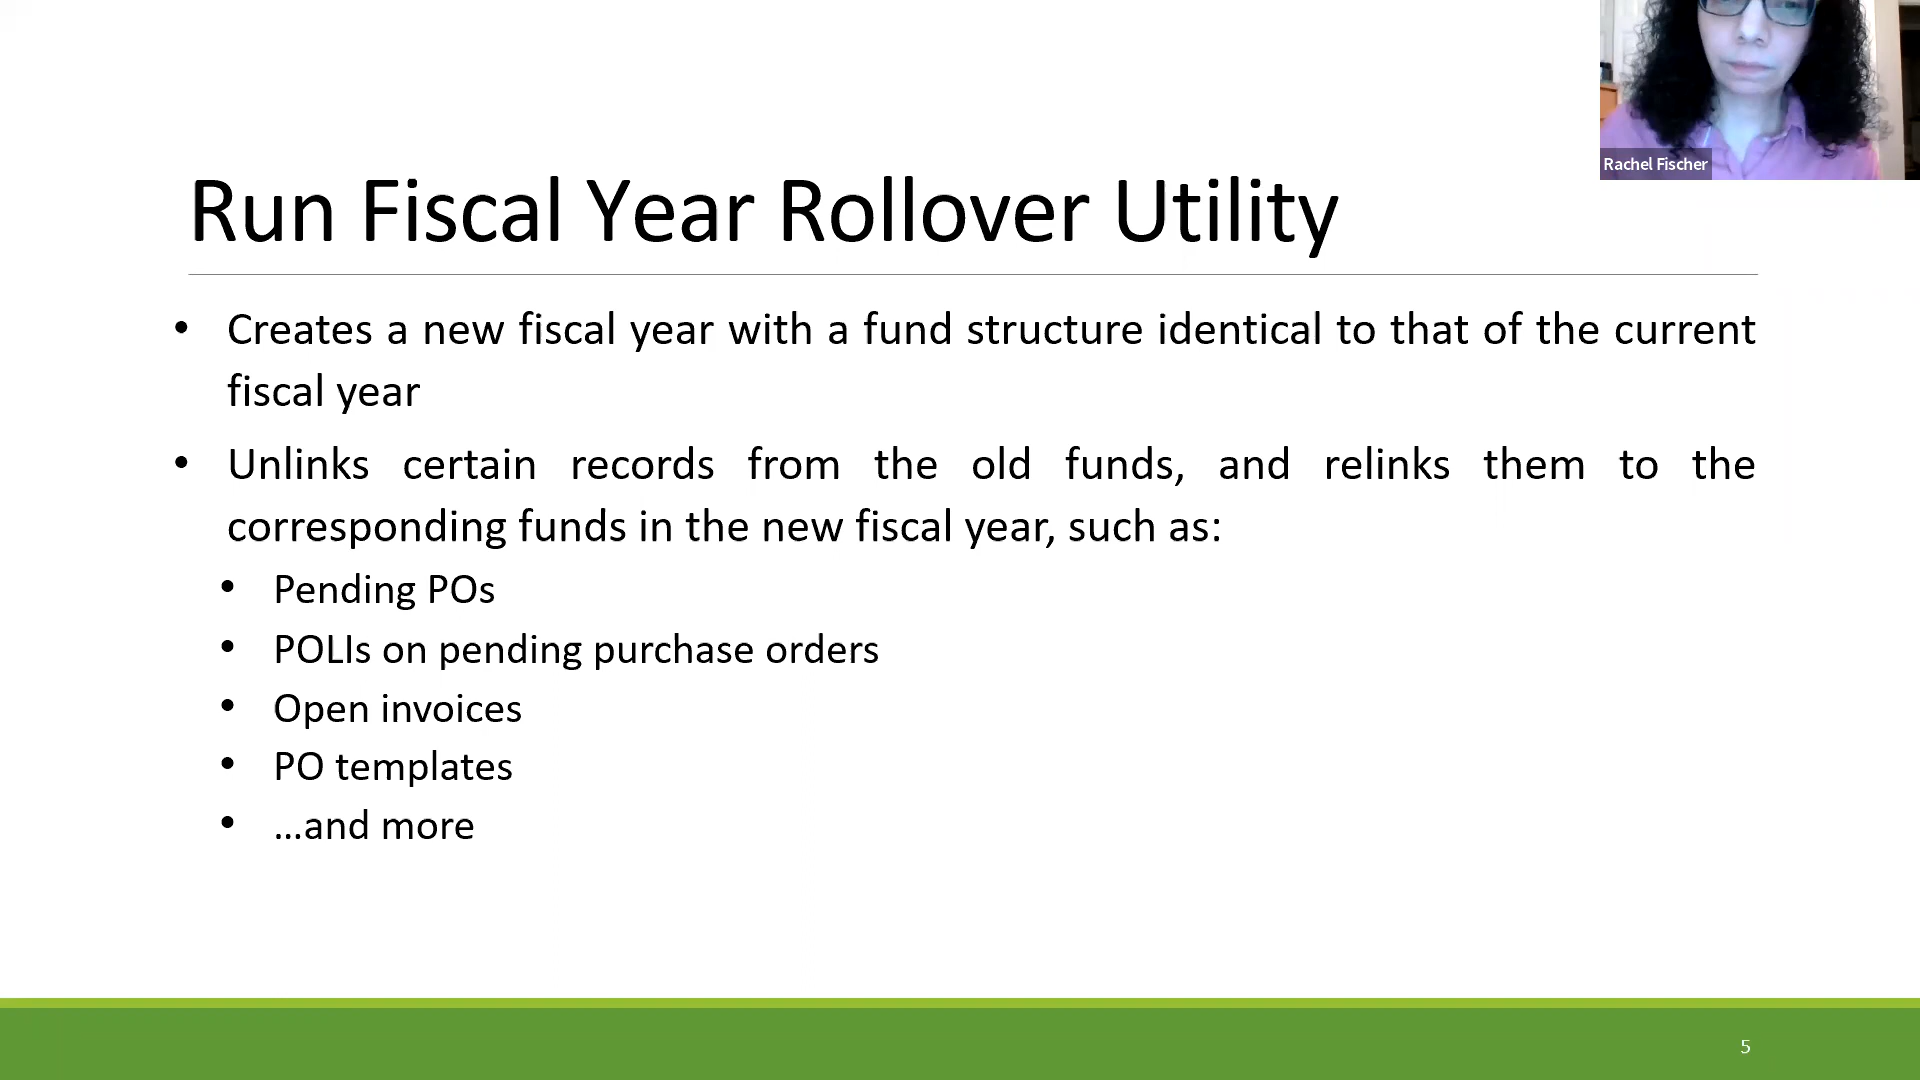 Rachel Fischer
Run Fiscal Year Rollover Utility
• Creates a new fiscal year with a fund structure identical to that of the current
fiscal year
• Unlinks certain records from the old funds, and relinks them to the
corresponding funds in the new fiscal year, such as:
• Pending POs
• POLIs on pending purchase orders
• Open invoices
• PO templates
• …and more
5